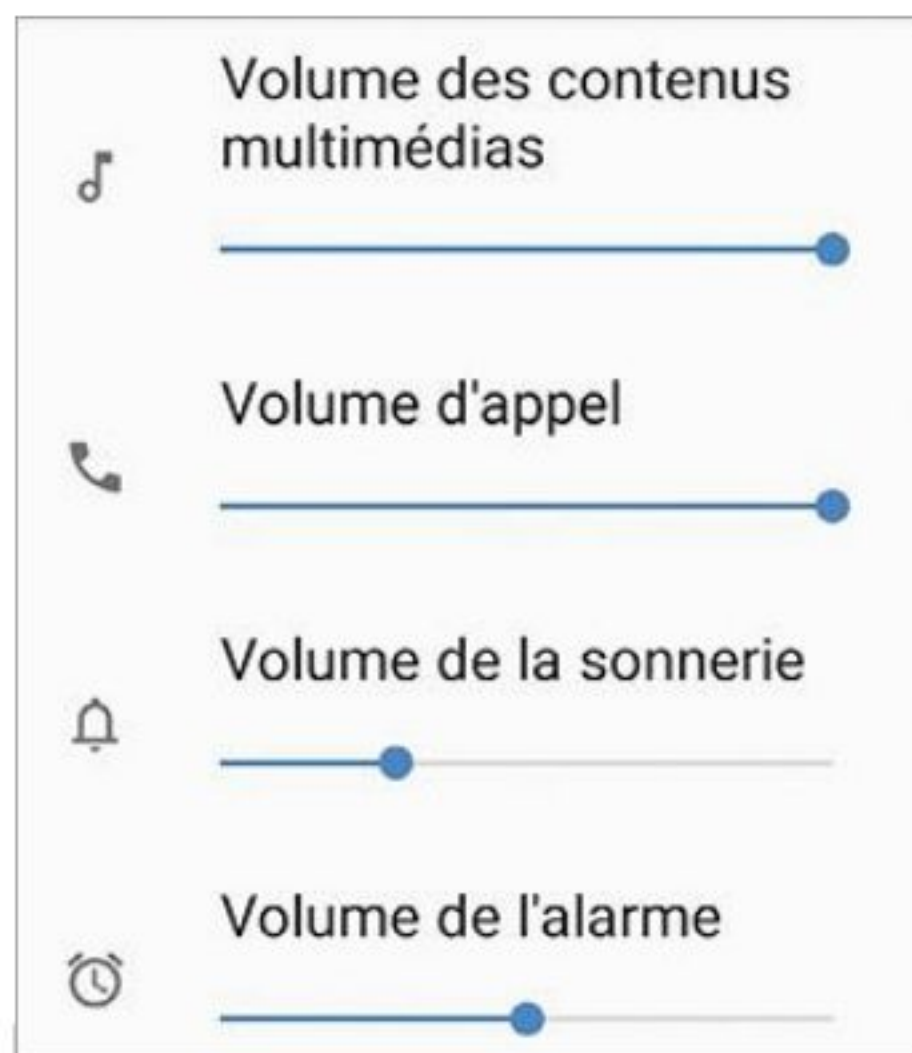 Volume des contenus
multimédias
Volume d'appel
Volume de la sonnerie
Volume de l'alarme